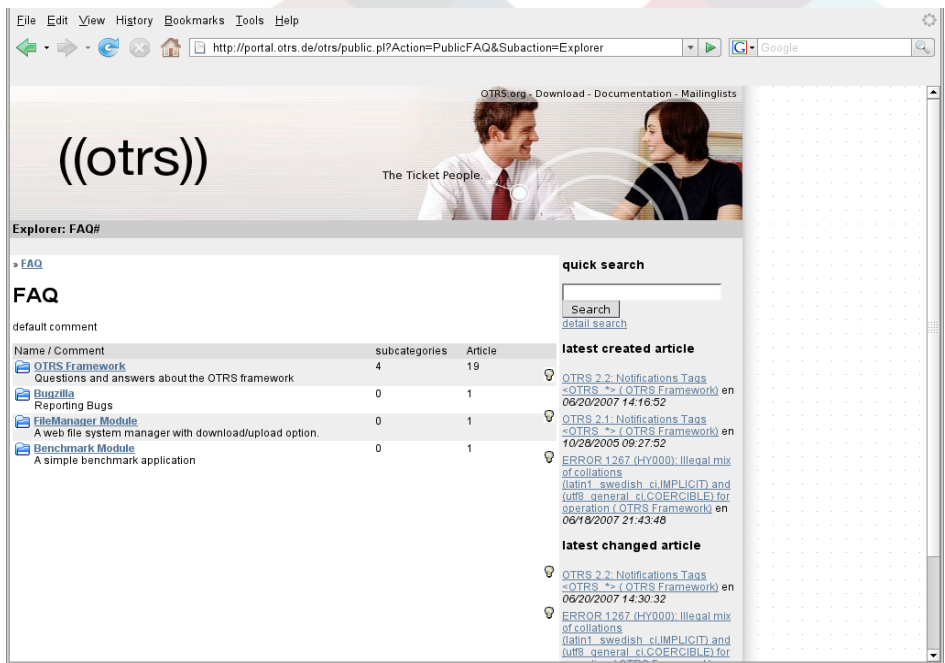 File Edit View History Bookmarks Tools Help
http://portal.otrs.de/otrs/public.pl?Action=PublicFAQ&Subaction=Explorer
G
Google
OTRS.org - Download - Documentation - Mailinglists
((otrs))
The Ticket People.
Explorer: FAQ#
» FAQ
FAQ
default comment
Name / Comment subcategories Article
OTRS Framework 4 19
Questions and answers about the OTRS framework
Bugzilla 0 1
Reporting Bugs
FileManager Module 0 1
A web file system manager with download/upload option.
Benchmark Module 0 1
A simple benchmark application
quick search
Search
detail search
latest created article
OTRS 2.2: Notifications Tags
<OTRS_*> ( OTRS Framework) en
06/20/2007 14:16:52
OTRS 2.1: Notifications Tags
<OTRS_*> ( OTRS Framework) en
10/28/2005 09:27:52
ERROR 1267 (HY000): Illegal mix
of collations
(latin1_swedish_ci,IMPLICIT) and
(utf8_general_ci,COERCIBLE) for
operation ( OTRS Framework) en
06/18/2007 21:43:48
latest changed article
OTRS 2.2: Notifications Tags
<OTRS_*> ( OTRS Framework) en
06/20/2007 14:30:32
ERROR 1267 (HY000): Illegal mix
of collations
(latin1_swedish_ci,IMPLICIT) and
(utf8_general_ci,COERCIBLE) for